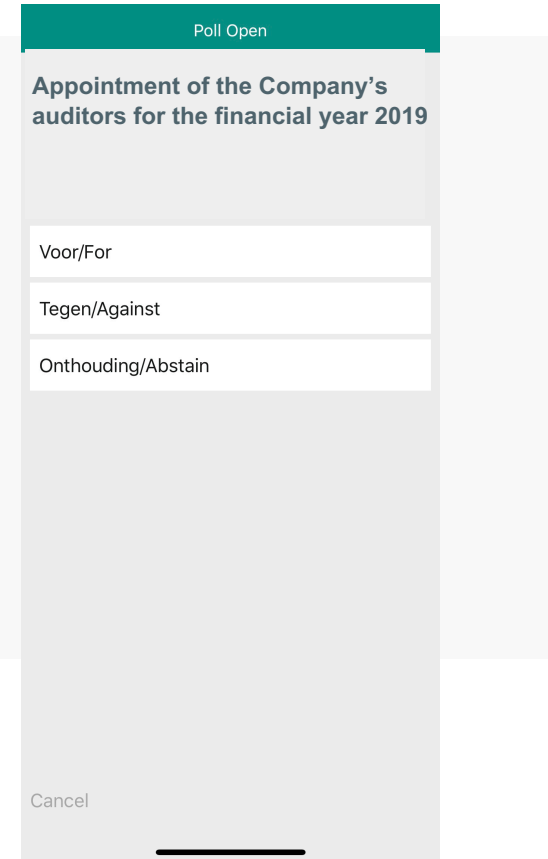 Poll Open
Appointment of the Company’s
auditors for the financial year 2019
Voor/For
Tegen/Against
Onthouding/Abstain
Cancel